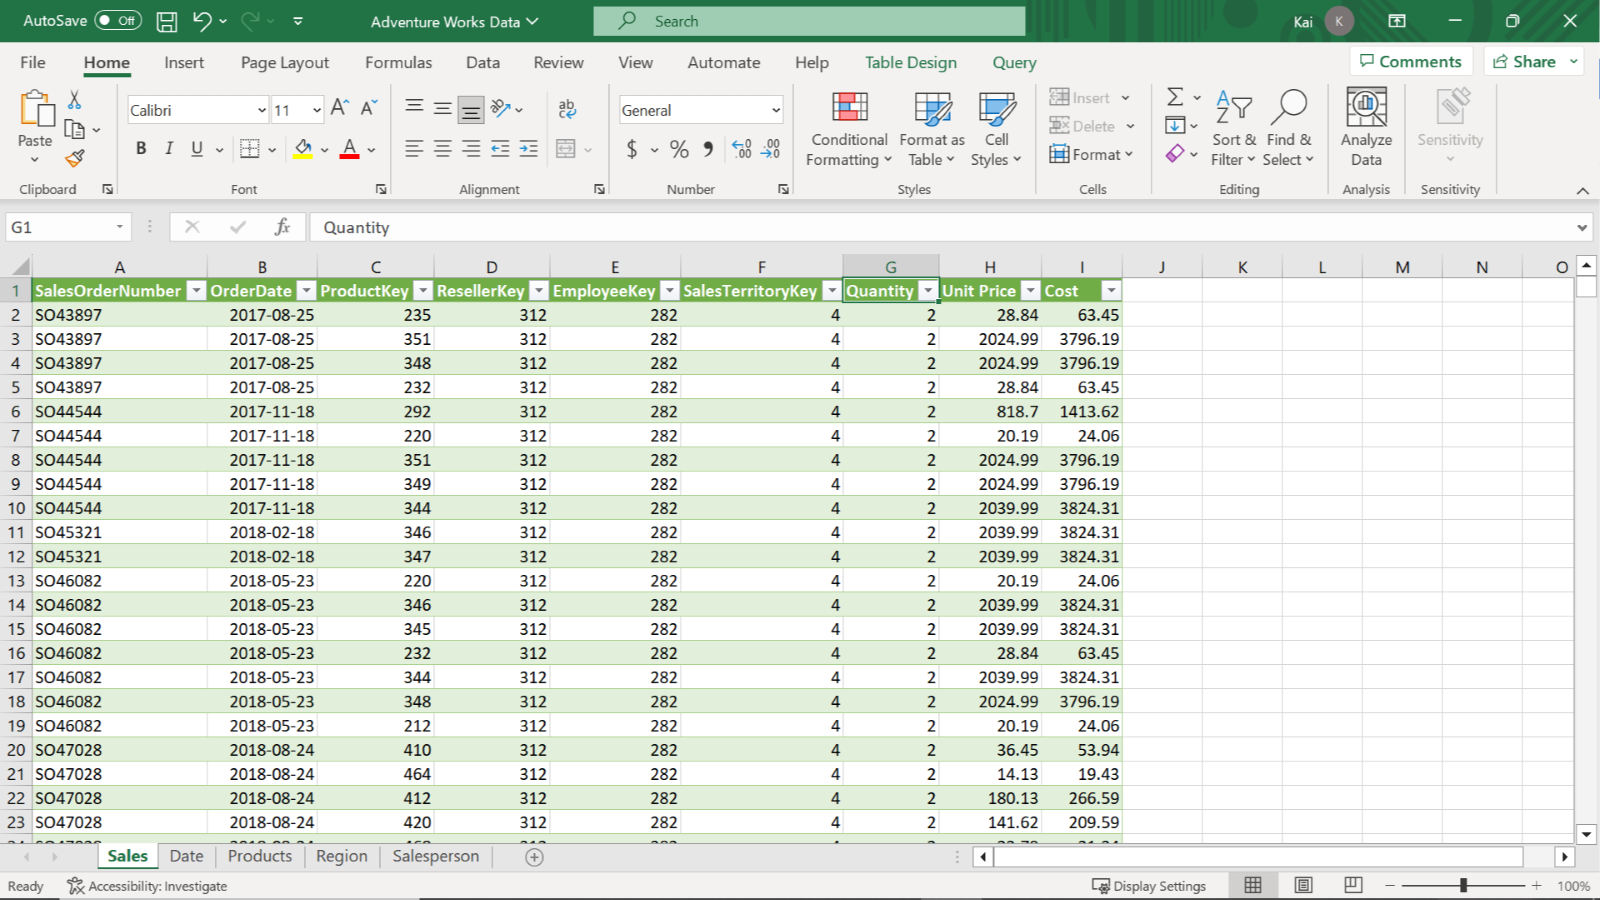 AutoSave Off Adventure Works Data Search Kai K
File Home Insert Page Layout Formulas Data Review View Automate Help Table Design Query Comments Share
Calibri 11 General Insert
Paste B I U A $ % Conditional Formatting Format as Table Cell Styles Delete Sort & Filter Find & Select Analyze Data Sensitivity
Format
Clipboard Font Alignment Number Styles Cells Editing Analysis Sensitivity
G1 fx Quantity
A B C D E F G H I J K L M N O
1 SalesOrderNumber OrderDate ProductKey ResellerKey EmployeeKey SalesTerritoryKey Quantity Unit Price Cost
2 SO43897 2017-08-25 235 312 282 4 2 28.84 63.45
3 SO43897 2017-08-25 351 312 282 4 2 2024.99 3796.19
4 SO43897 2017-08-25 348 312 282 4 2 2024.99 3796.19
5 SO43897 2017-08-25 232 312 282 4 2 28.84 63.45
6 SO44544 2017-11-18 292 312 282 4 2 818.7 1413.62
7 SO44544 2017-11-18 220 312 282 4 2 20.19 24.06
8 SO44544 2017-11-18 351 312 282 4 2 2024.99 3796.19
9 SO44544 2017-11-18 349 312 282 4 2 2024.99 3796.19
10 SO44544 2017-11-18 344 312 282 4 2 2039.99 3824.31
11 SO45321 2018-02-18 346 312 282 4 2 2039.99 3824.31
12 SO45321 2018-02-18 347 312 282 4 2 2039.99 3824.31
13 SO46082 2018-05-23 220 312 282 4 2 20.19 24.06
14 SO46082 2018-05-23 346 312 282 4 2 2039.99 3824.31
15 SO46082 2018-05-23 345 312 282 4 2 2039.99 3824.31
16 SO46082 2018-05-23 232 312 282 4 2 28.84 63.45
17 SO46082 2018-05-23 344 312 282 4 2 2039.99 3824.31
18 SO46082 2018-05-23 348 312 282 4 2 2024.99 3796.19
19 SO46082 2018-05-23 212 312 282 4 2 20.19 24.06
20 SO47028 2018-08-24 410 312 282 4 2 36.45 53.94
21 SO47028 2018-08-24 464 312 282 4 2 14.13 19.43
22 SO47028 2018-08-24 412 312 282 4 2 180.13 266.59
23 SO47028 2018-08-24 420 312 282 4 2 141.62 209.59
Sales Date Products Region Salesperson
Ready Accessibility: Investigate Display Settings 100%